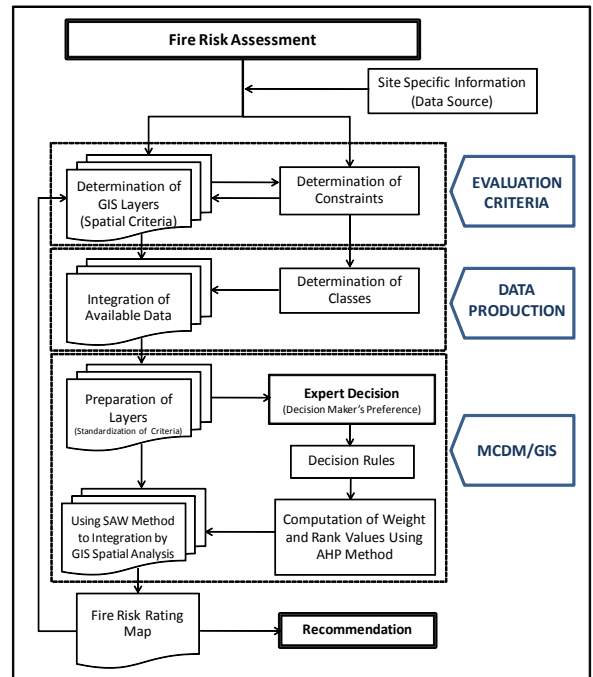 Fire Risk Assessment
Site Specific Information
(Data Source)
Determination of
GIS Layers
(Spatial Criteria)
Determination of
Constraints
EVALUATION
CRITERIA
Integration of
Available Data
Determination of
Classes
DATA
PRODUCTION
Preparation of
Layers
(Standardization of Criteria)
Expert Decision
(Decision Maker's Preference)
Decision Rules
MCDM/GIS
Using SAW Method
to Integration by
GIS Spatial Analysis
Computation of Weight
and Rank Values Using
AHP Method
Fire Risk Rating
Map
Recommendation